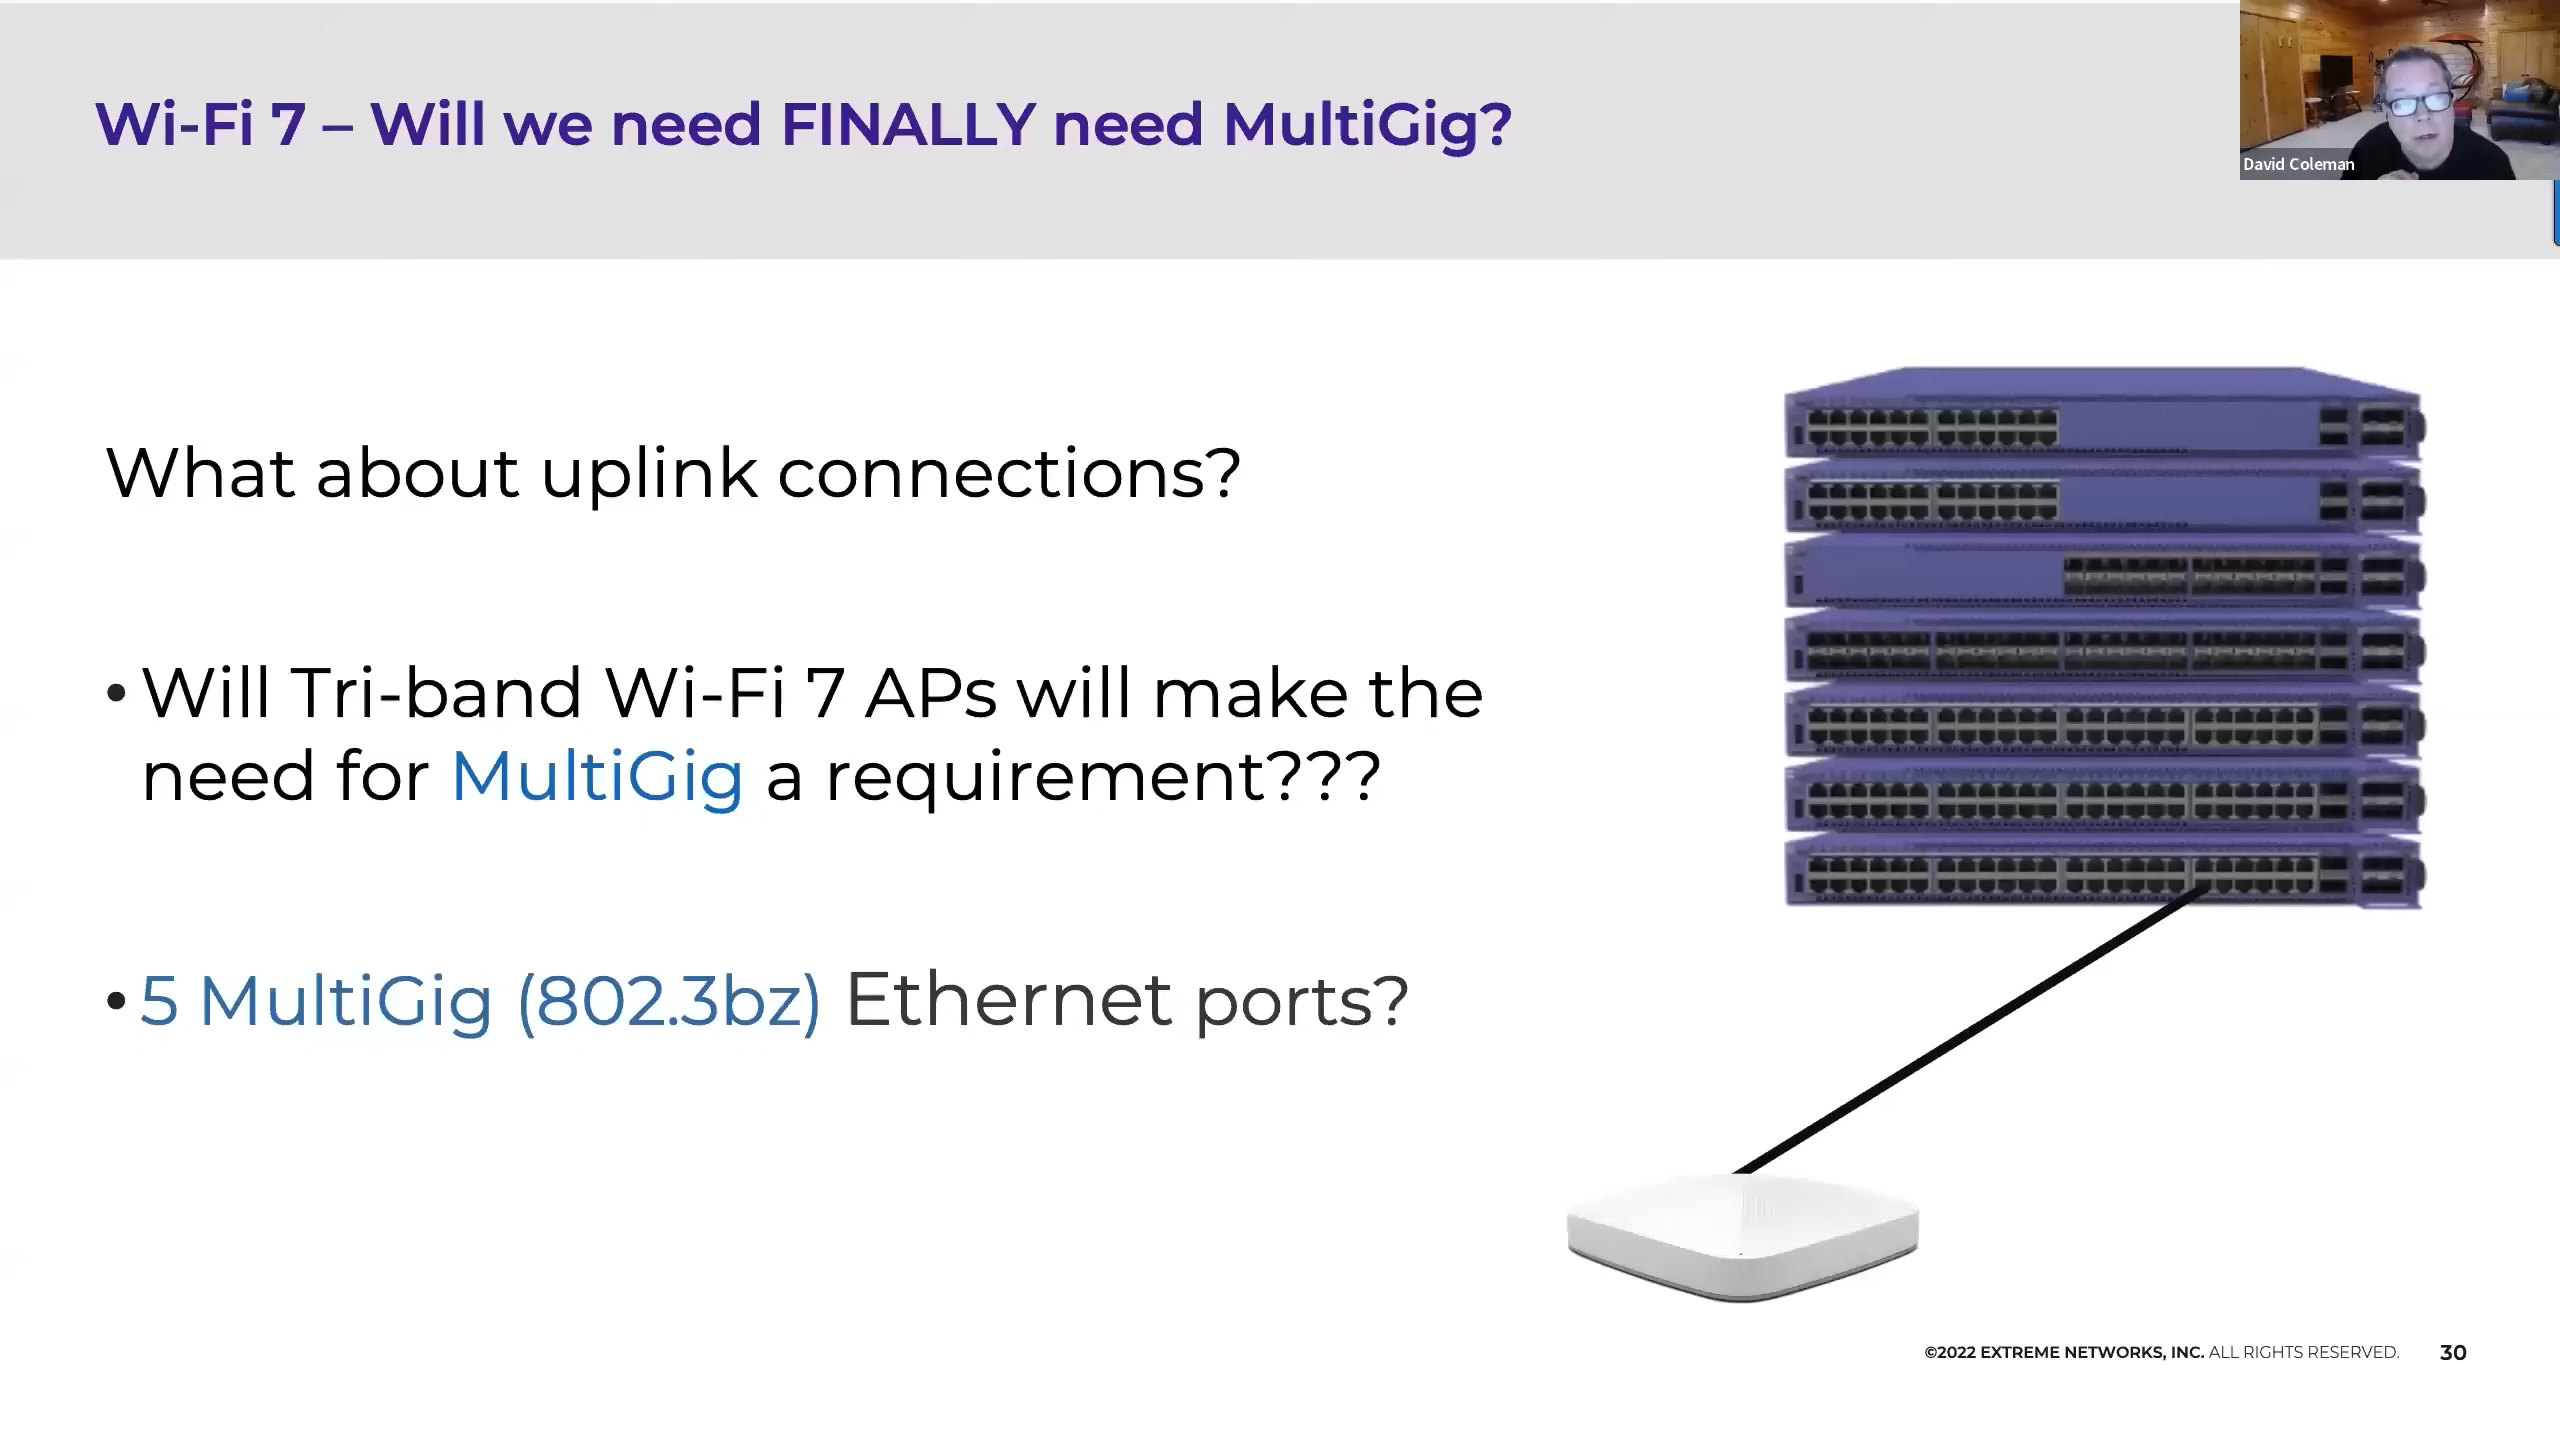 Wi-Fi 7 – Will we need FINALLY need MultiGig?
David Coleman
What about uplink connections?
• Will Tri-band Wi-Fi 7 APs will make the
need for MultiGig a requirement???
• 5 MultiGig (802.3bz) Ethernet ports?
©2022 EXTREME NETWORKS, INC. ALL RIGHTS RESERVED. 30